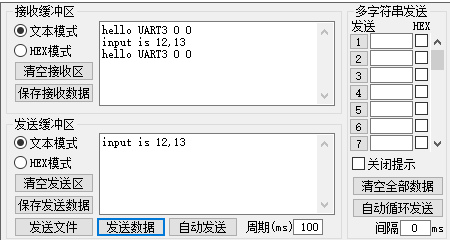 接收缓冲区
文本模式
HEX模式
清空接收区
保存接收数据
hello UART3 0 0
input is 12,13
hello UART3 0 0
发送缓冲区
文本模式
HEX模式
清空发送区
保存发送数据
input is 12,13
发送文件 发送数据 自动发送 周期(ms) 100
多字符串发送
发送 HEX
1
2
3
4
5
6
7
关闭提示
清空全部数据
自动循环发送
间隔 0 ms